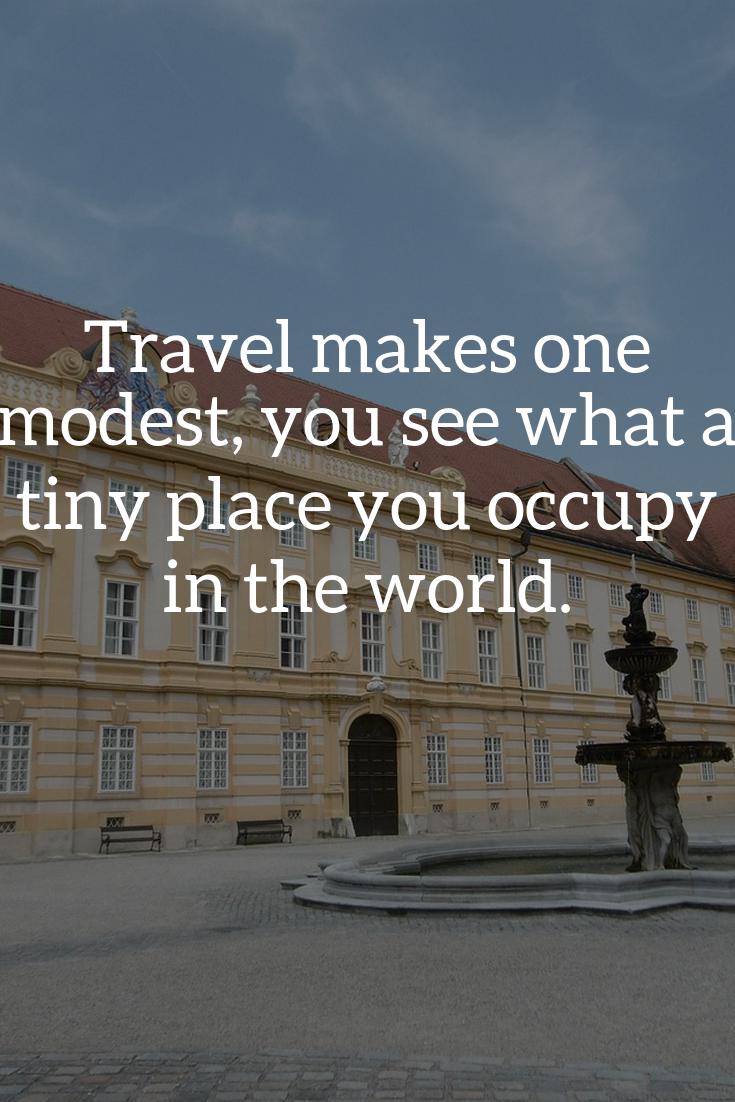 Travel makes one
modest, you see what a
tiny place you occupy
in the world.